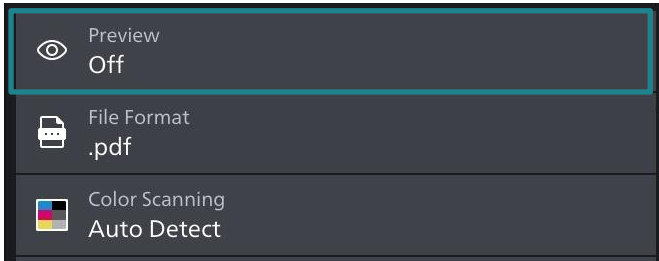 Preview
Off
File Format
.pdf
Color Scanning
Auto Detect